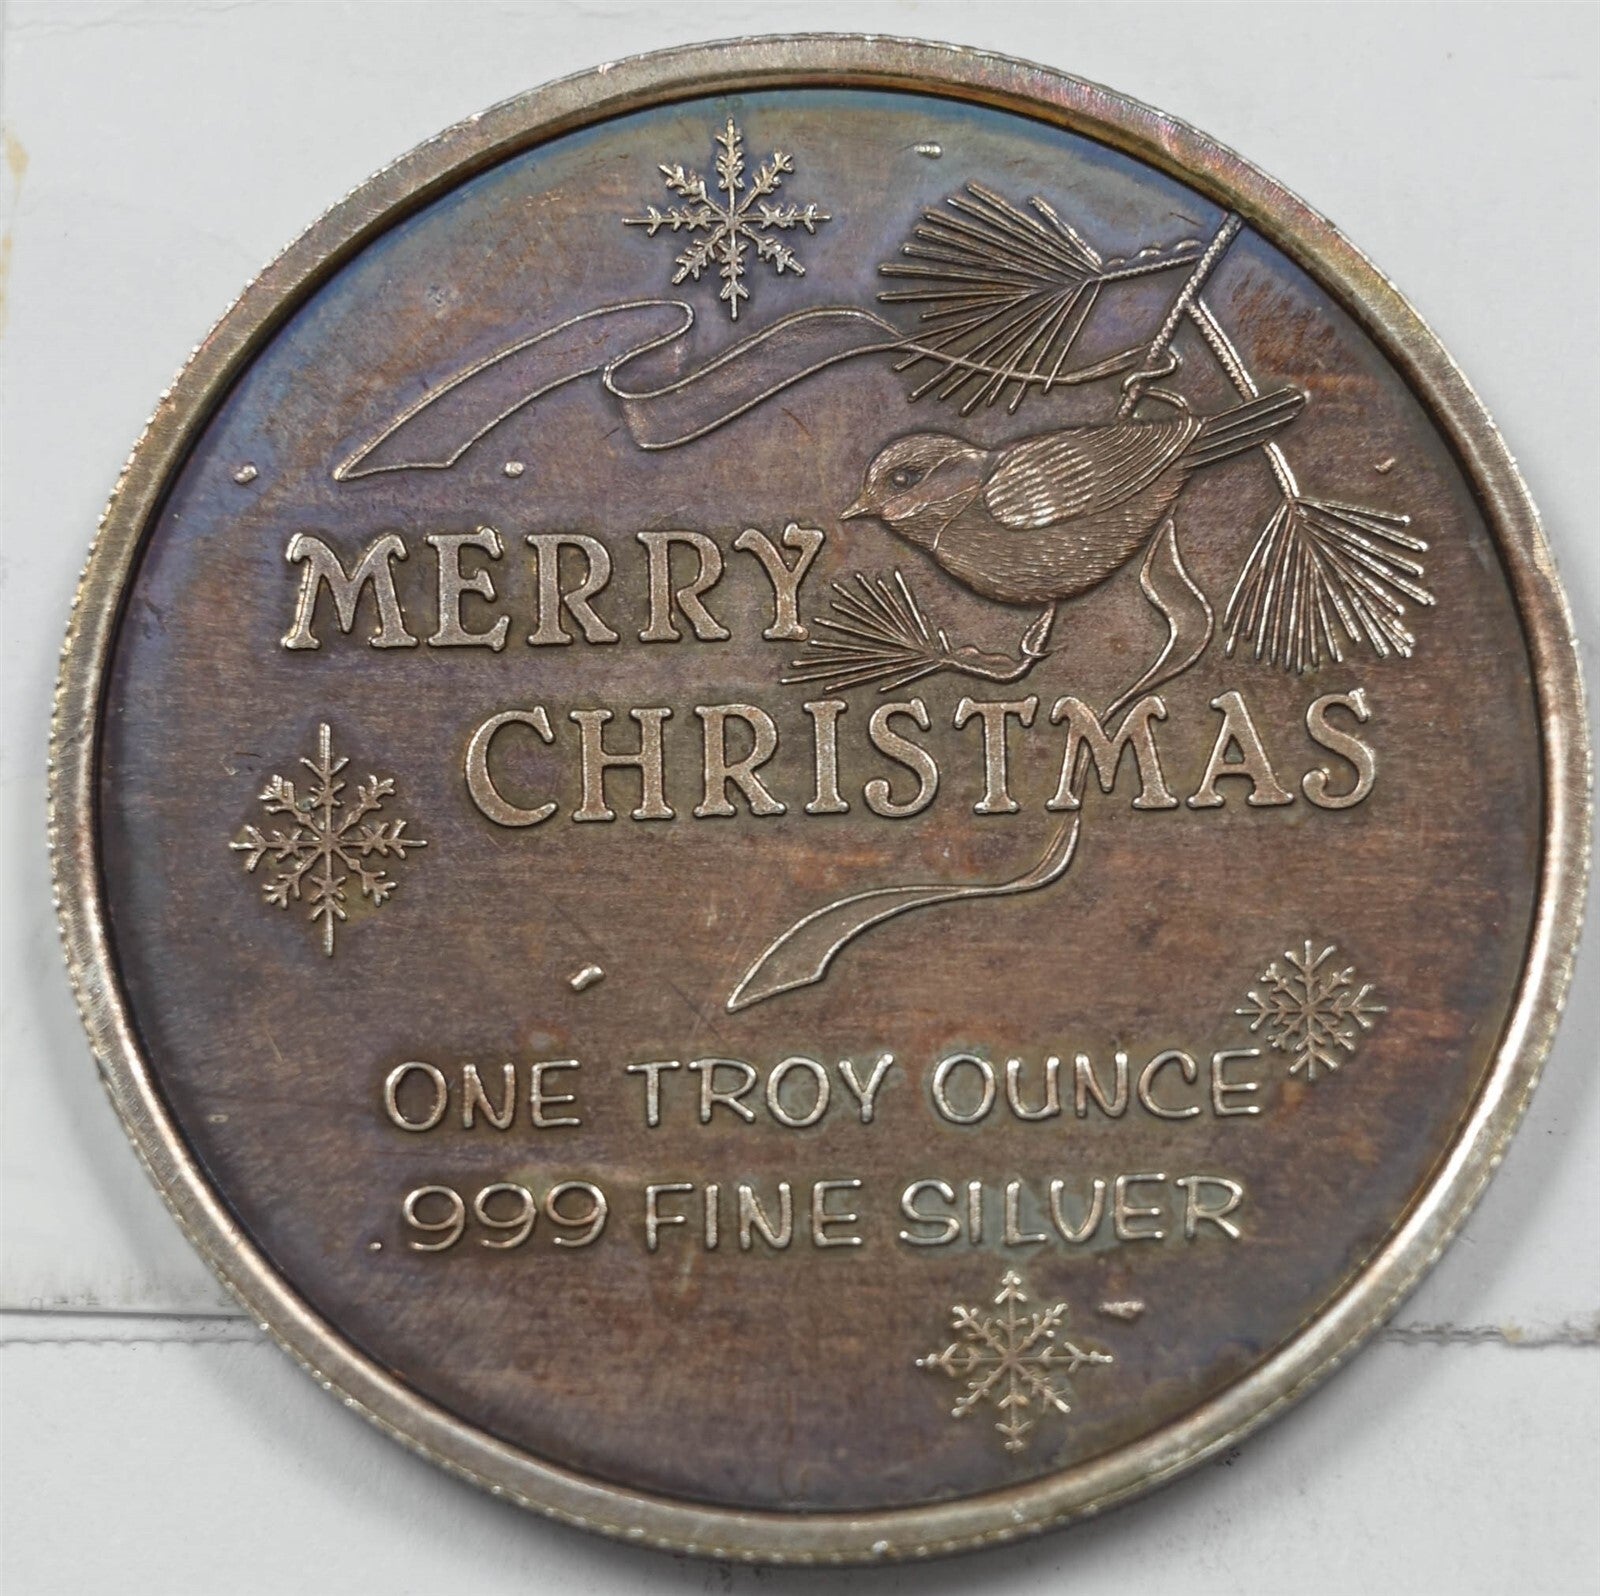 MERRY
CHRISTMAS
ONE TROY OUNCE
.999 FINE SILVER